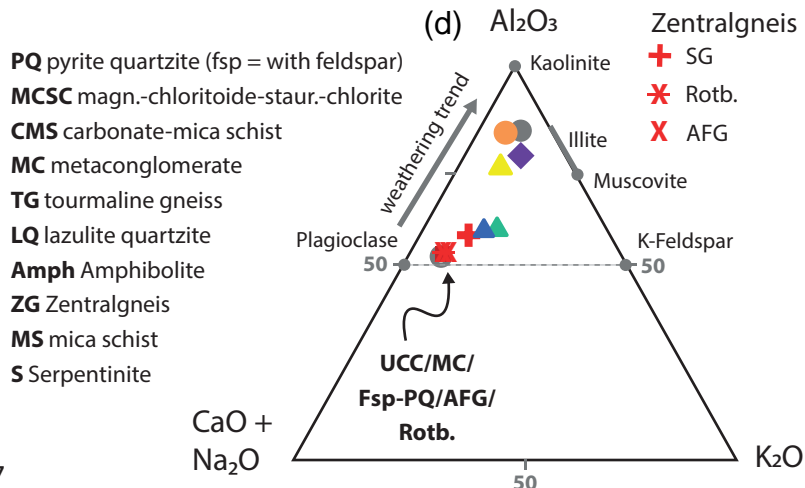 (d)
Al₂O₃
Zentralgneis
SG
Rotb.
AFG
PQ pyrite quartzite (fsp = with feldspar)
MCSC magn.-chloritoide-staur.-chlorite
CMS carbonate-mica schist
MC metaconglomerate
TG tourmaline gneiss
LQ lazulite quartzite
Amph Amphibolite
ZG Zentralgneis
MS mica schist
S Serpentinite
Kaolinite
weathering trend
Illite
Muscovite
Plagioclase
K-Feldspar
50
50
UCC/MC/
Fsp-PQ/AFG/
Rotb.
CaO +
Na₂O
K₂O
50
7